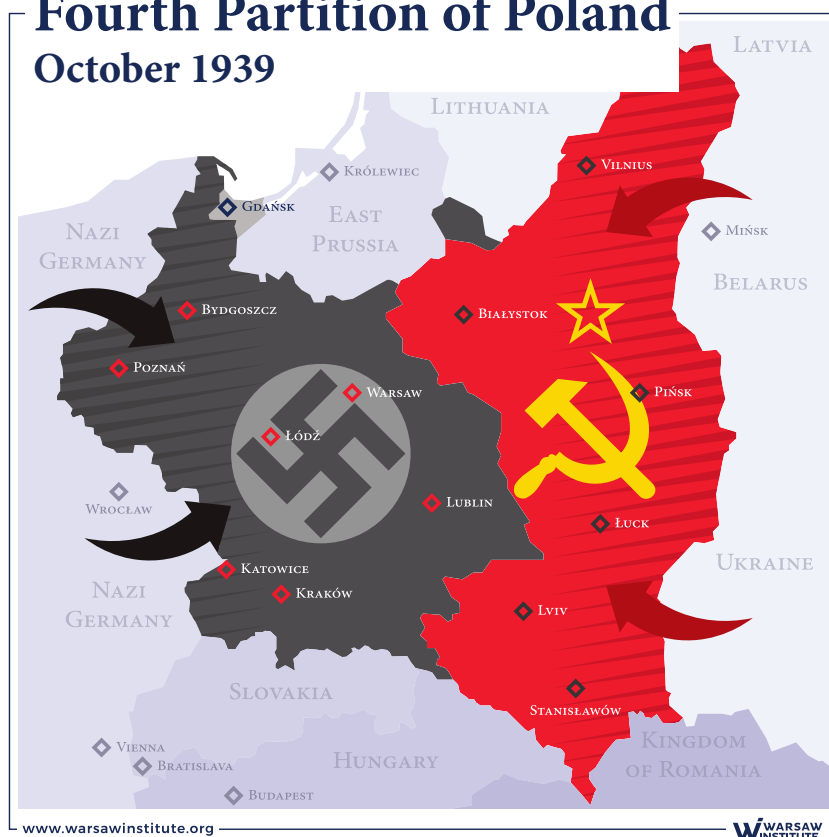 Fourth Partition of Poland
October 1939
LATVIA
LITHUANIA
VILNIUS
KRÓLEWIEC
GDAŃSK
EAST
PRUSSIA
NAZI
GERMANY
MIŃSK
BELARUS
BYDGOSZCZ
BIAŁYSTOK
POZNAŃ
WARSAW
PIŃSK
ŁÓDŹ
WROCŁAW
LUBLIN
ŁUCK
UKRAINE
KATOWICE
KRAKÓW
NAZI
GERMANY
LVIV
SLOVAKIA
STANISŁAWÓW
VIENNA
BRATISLAVA
HUNGARY
KINGDOM
OF ROMANIA
BUDAPEST
www.warsawinstitute.org
WARSAW
INSTITUTE